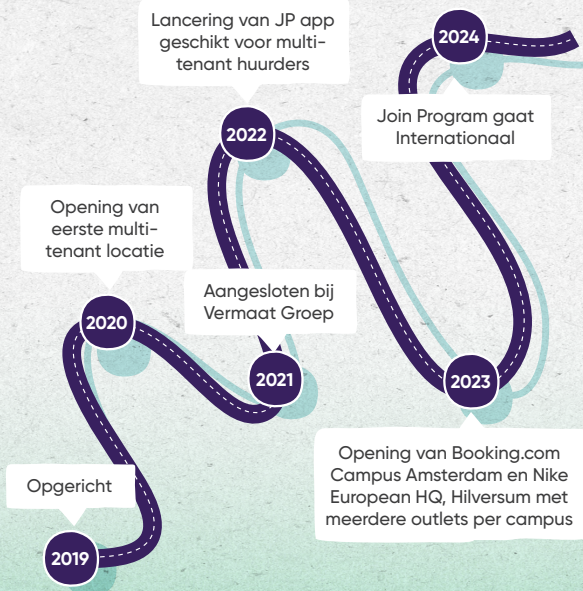 Lancering van JP app
geschikt voor multi-
tenant huurders
2024
Join Program gaat
Internationaal
2022
Opening van
eerste multi-
tenant locatie
Aangesloten bij
Vermaat Groep
2020
2021
2023
Opening van Booking.com
Campus Amsterdam en Nike
European HQ, Hilversum met
meerdere outlets per campus
Opgericht
2019